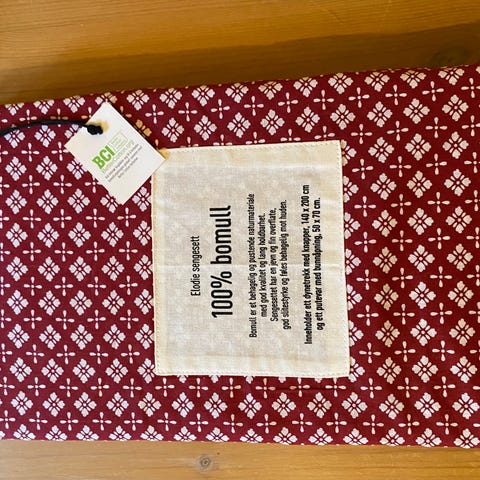 Elodie sengesett
100% bomull
Bomull er et behagelig og pustende naturmateriale
med god kvalitet og lang holdbarhet.
Sengesettet har en jevn og fin overflate,
god slitestyrke og føles behagelig mot huden.
Inneholder ett dynetrekk med knapper, 140 x 200 cm
og ett putevar med bunnåpning, 50 x 70 cm.
BCI